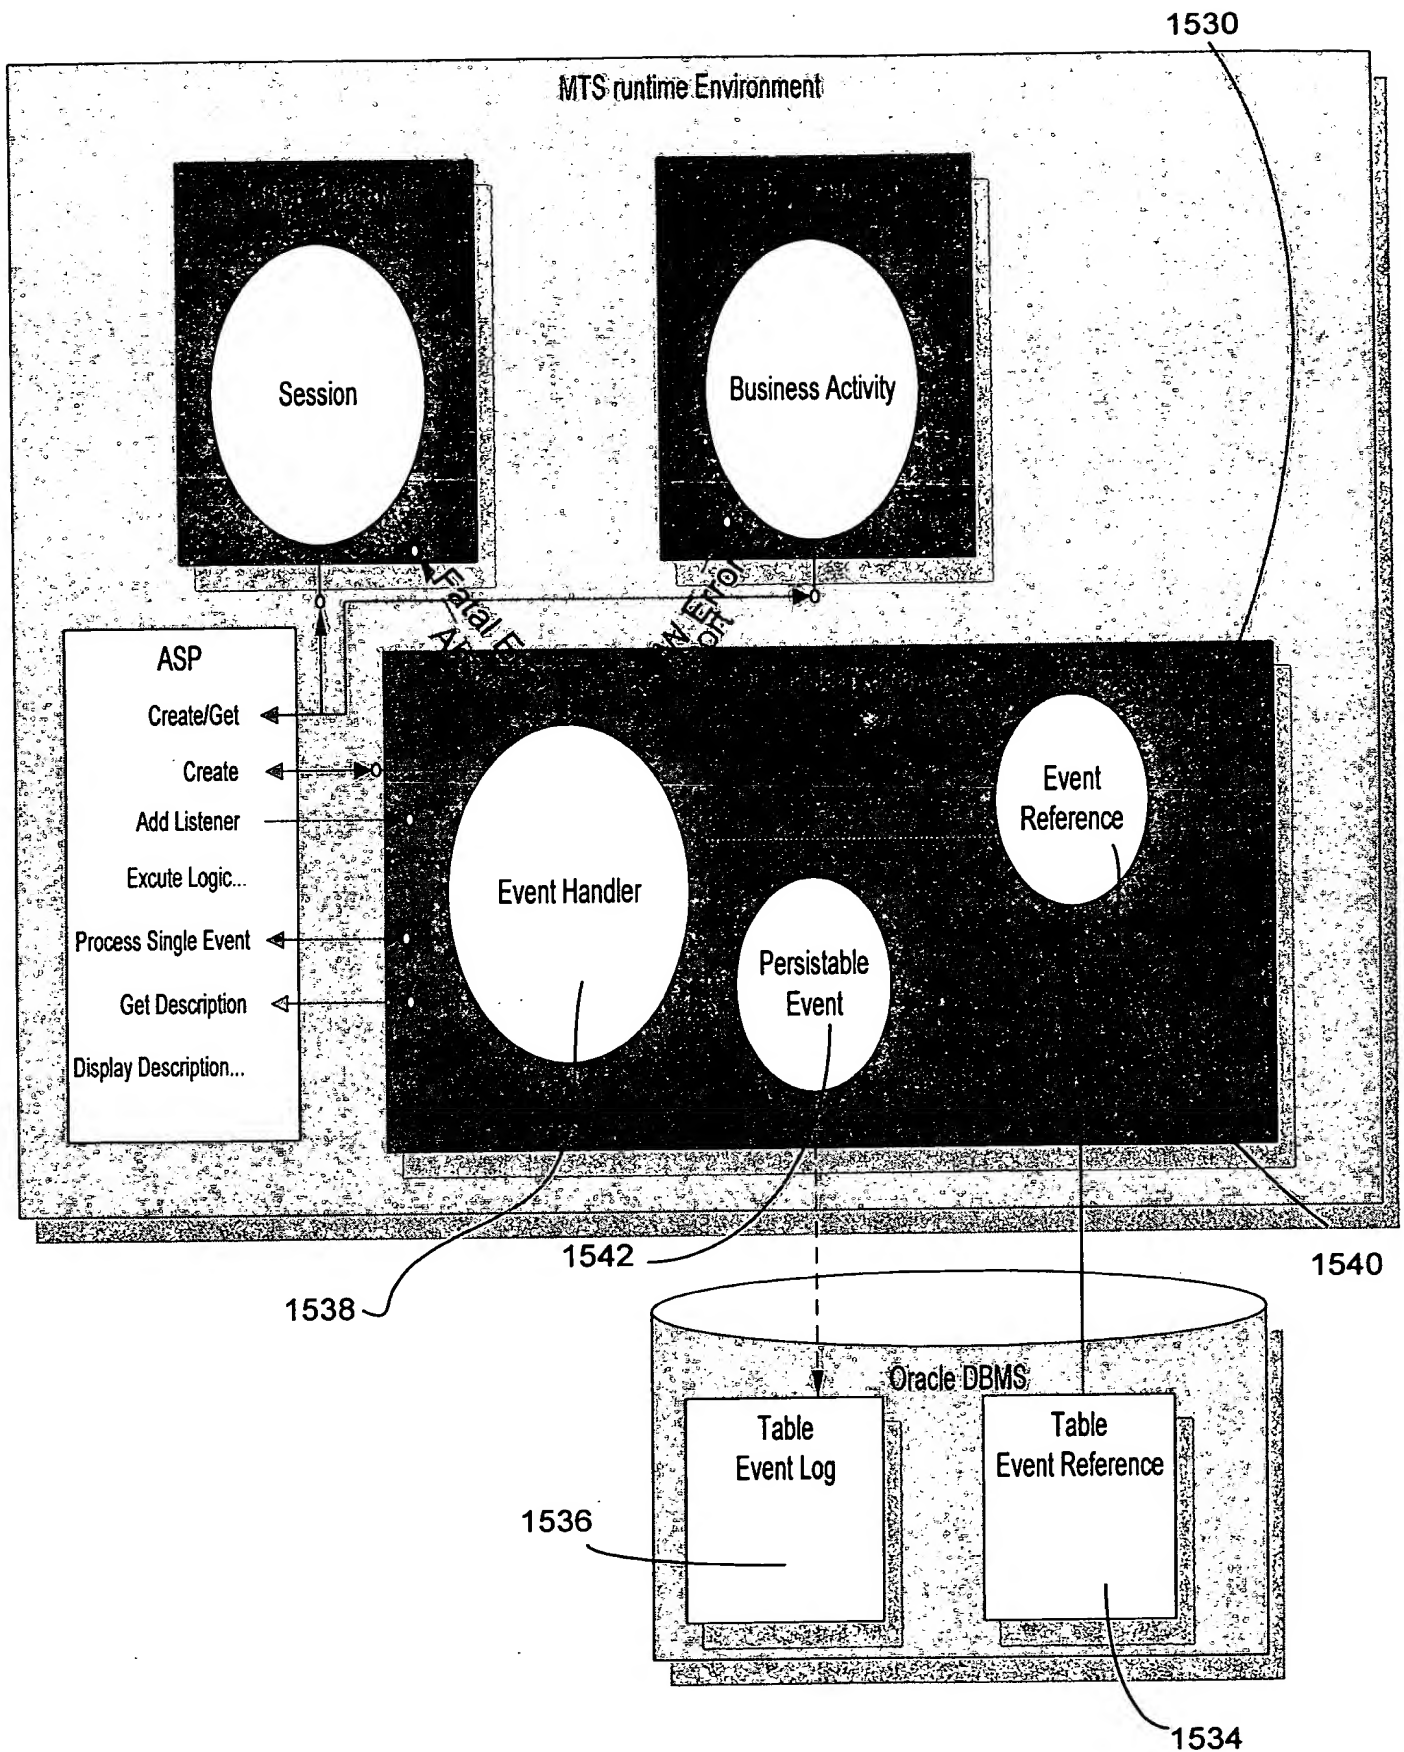 1530
MTS runtime Environment
Session
Business Activity
Fatal
Error
ASP
Create/Get
Create
Add Listener
Excute Logic...
Process Single Event
Get Description
Display Description...
Event Handler
Persistable
Event
Event
Reference
1542
1540
1538
Oracle DBMS
Table
Event Log
Table
Event Reference
1536
1534